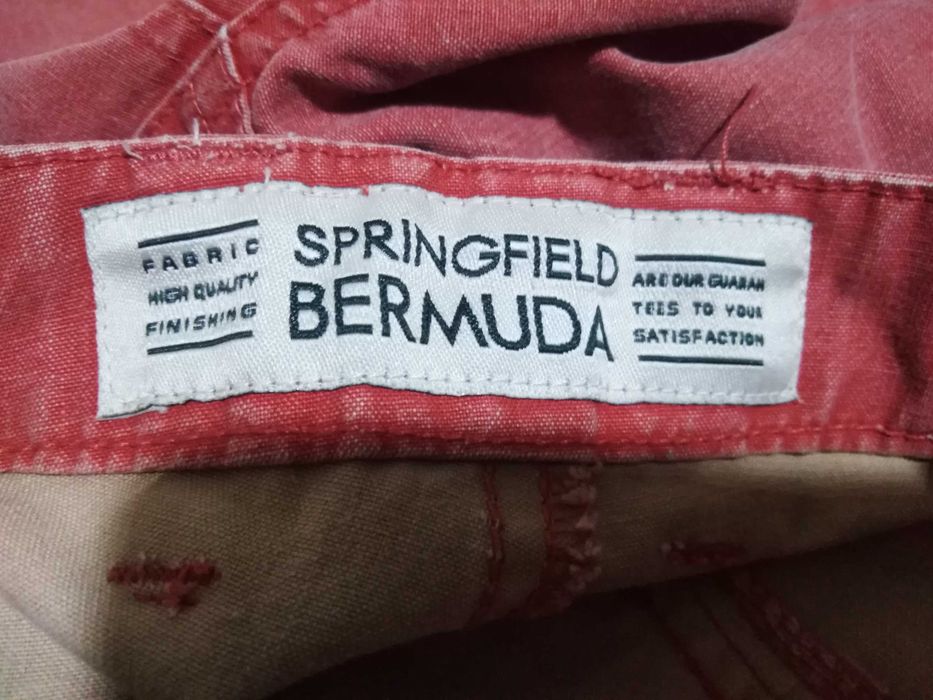 FABRIC
HIGH QUALITY
FINISHING
SPRINGFIELD
BERMUDA
ARE OUR GUARAN
TEES TO YOUR
SATISFACTION